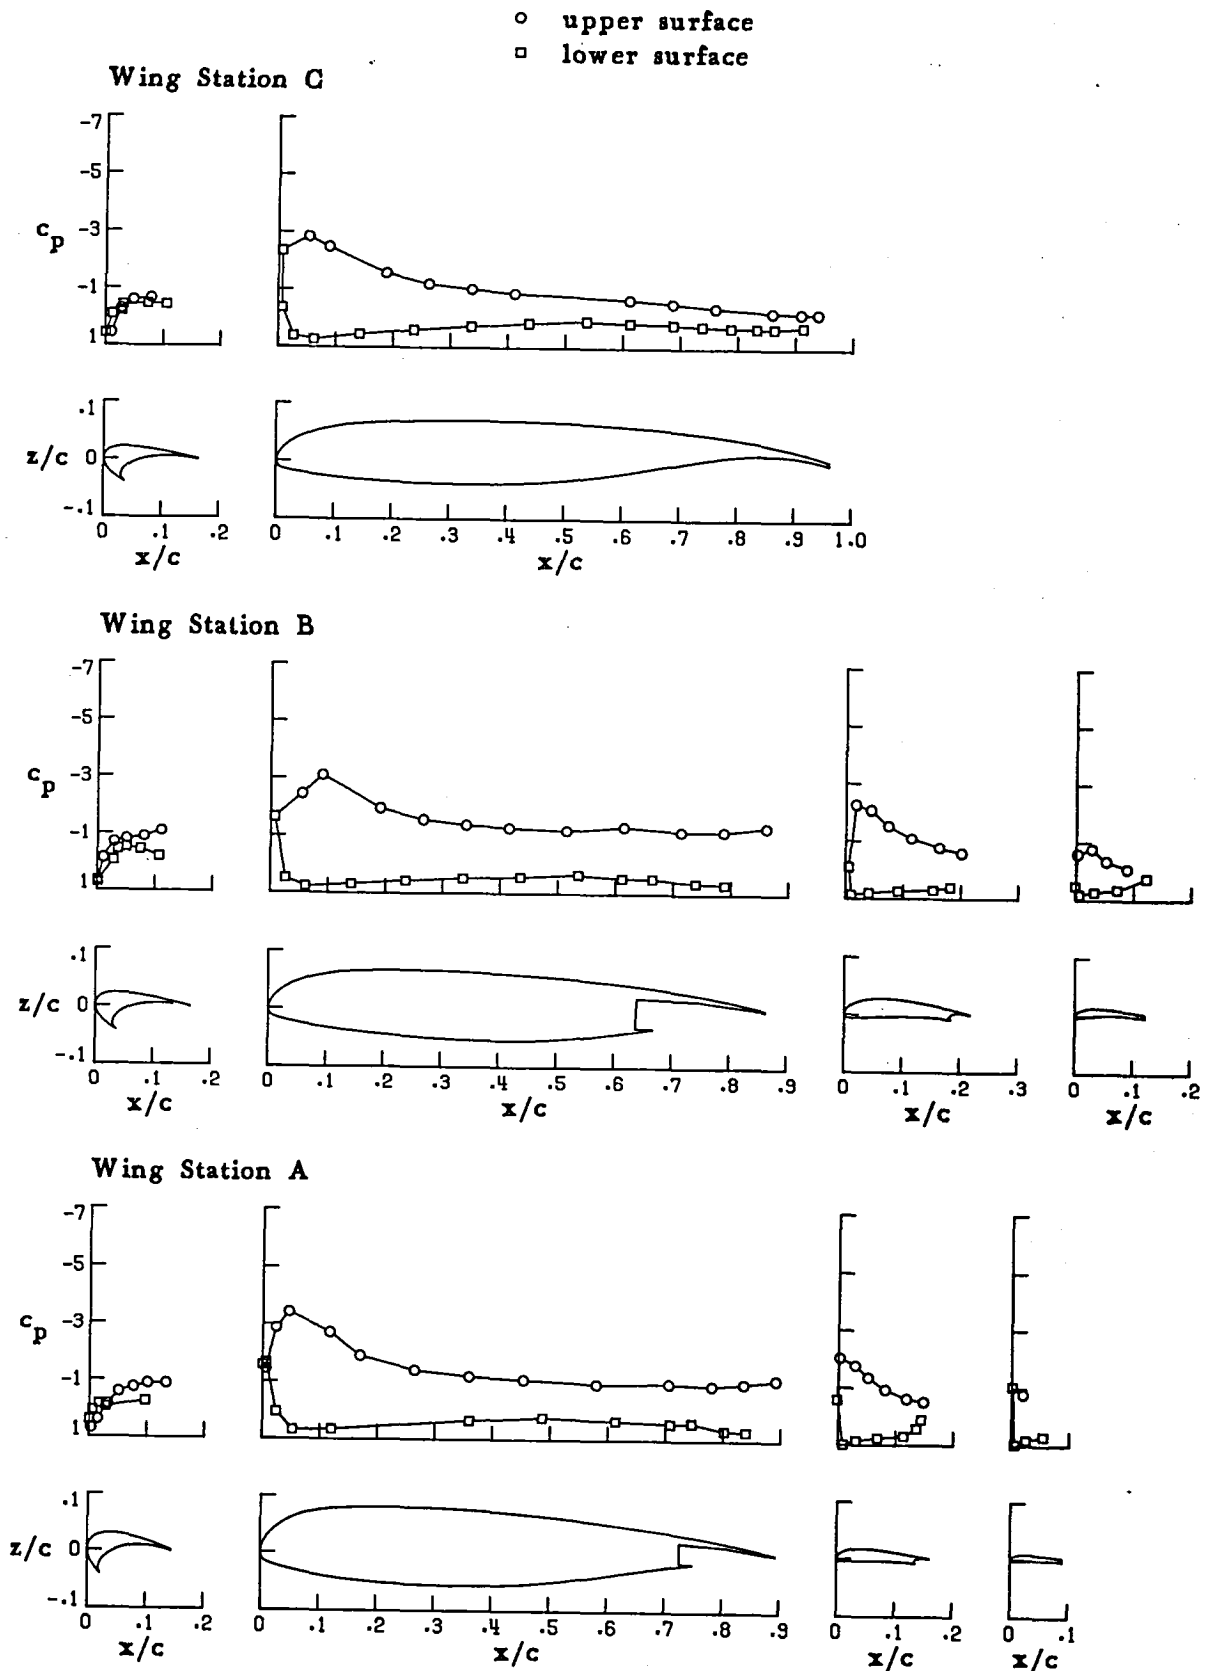 upper surface
lower surface
Wing Station C
-7
-5
cp -3
-1
1
.1
z/c 0
-.1
0 .1 .2 0 .1 .2 .3 .4 .5 .6 .7 .8 .9 1.0
x/c x/c
Wing Station B
-7
-5
cp -3
-1
1
.1
z/c 0
-.1
0 .1 .2 0 .1 .2 .3 .4 .5 .6 .7 .8 .9 0 .1 .2 .3 0 .1 .2
x/c x/c x/c x/c
Wing Station A
-7
-5
cp -3
-1
1
.1
z/c 0
-.1
0 .1 .2 0 .1 .2 .3 .4 .5 .6 .7 .8 .9 0 .1 .2 0 .1
x/c x/c x/c x/c